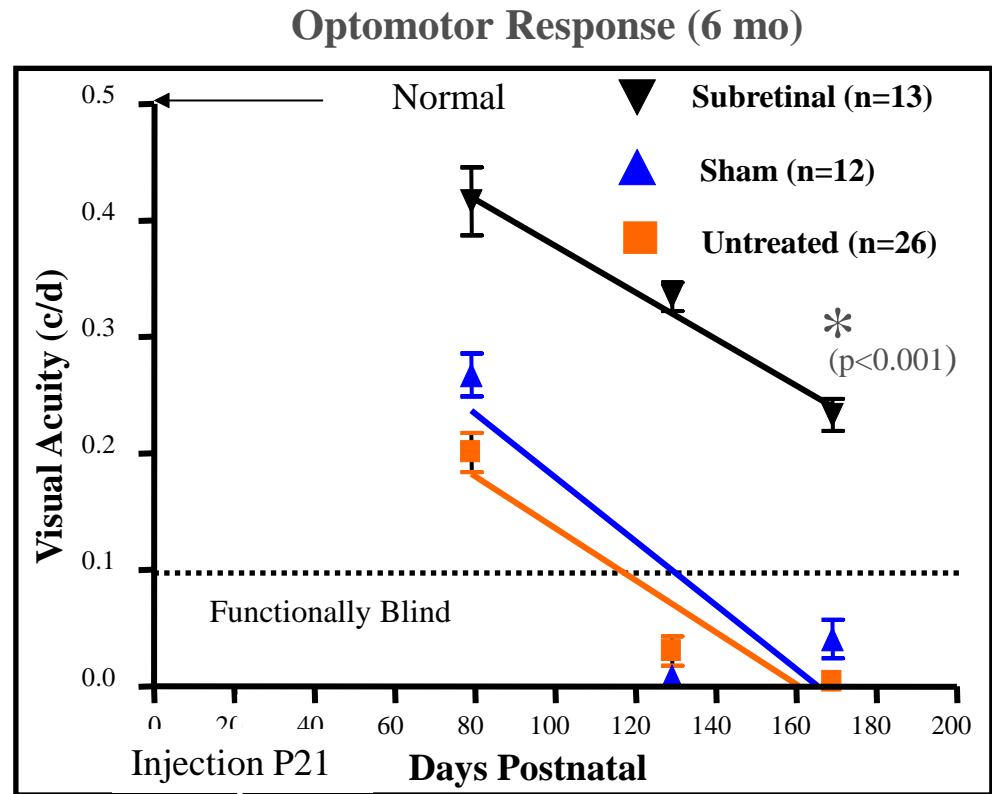 Optomotor Response (6 mo)
Normal
Subretinal (n=13)
Sham (n=12)
Untreated (n=26)
*
(p<0.001)
Functionally Blind
Visual Acuity (c/d)
0.5
0.4
0.3
0.2
0.1
0.0
0 20 40 60 80 100 120 140 160 180 200
Injection P21
Days Postnatal